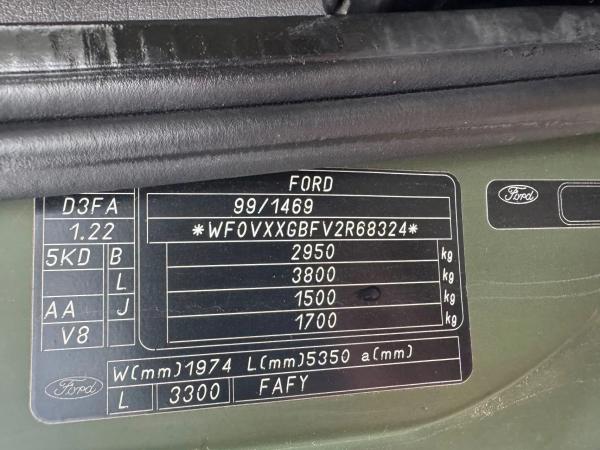 FORD
D3FA 99/1469
1.22 *WF0VXXGBFV2R68324*
5KD B 2950 kg
L 3800 kg
AA J 1500 kg
V8 1700 kg
W(mm)1974 L(mm)5350 a(mm)
Ford L 3300 FAFY
Ford